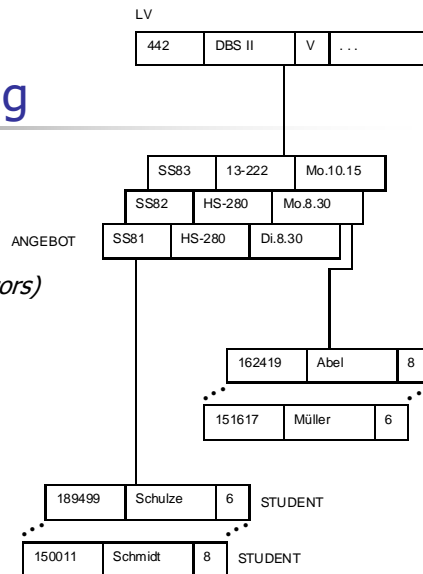 LV
442 DBS II V . . .
g
SS83 13-222 Mo.10.15
SS82 HS-280 Mo.8.30
ANGEBOT SS81 HS-280 Di.8.30
ors)
162419 Abel 8
151617 Müller 6
189499 Schulze 6 STUDENT
150011 Schmidt 8 STUDENT